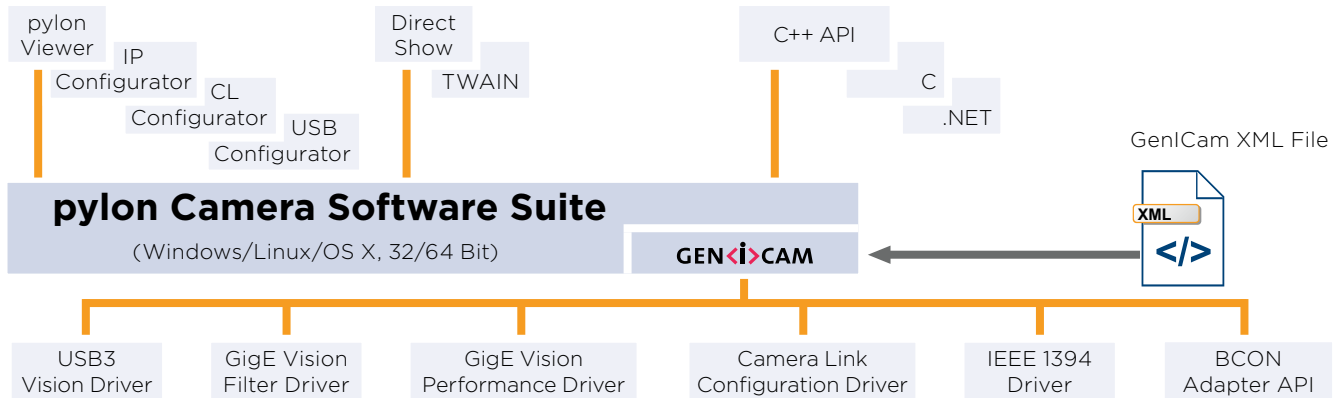 pylon
Viewer
IP
Configurator
CL
Configurator
USB
Configurator
Direct
Show
TWAIN
C++ API
C
.NET
GenICam XML File
XML
</>
pylon Camera Software Suite
(Windows/Linux/OS X, 32/64 Bit)
GEN<i>CAM
USB3
Vision Driver
GigE Vision
Filter Driver
GigE Vision
Performance Driver
Camera Link
Configuration Driver
IEEE 1394
Driver
BCON
Adapter API